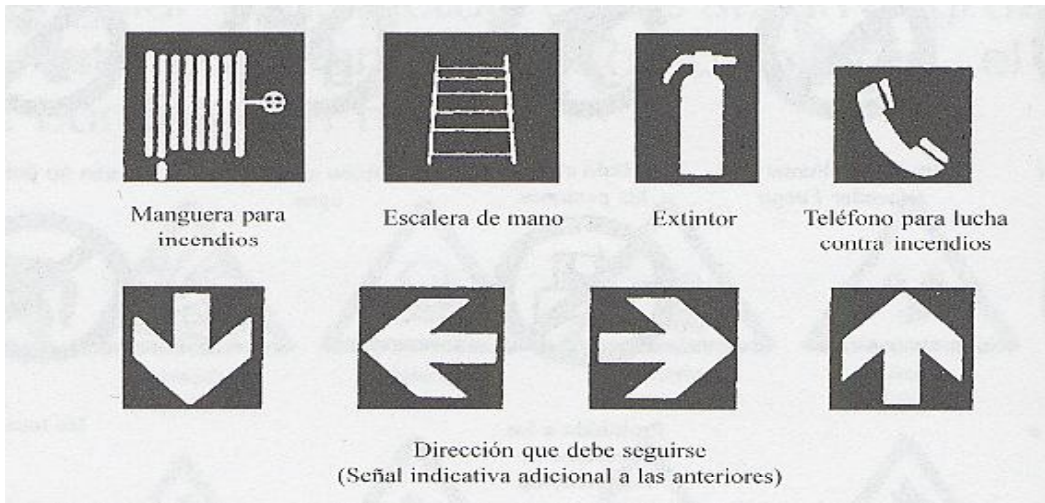 Manguera para
incendios
Escalera de mano
Extintor
Teléfono para lucha
contra incendios
Dirección que debe seguirse
(Señal indicativa adicional a las anteriores)